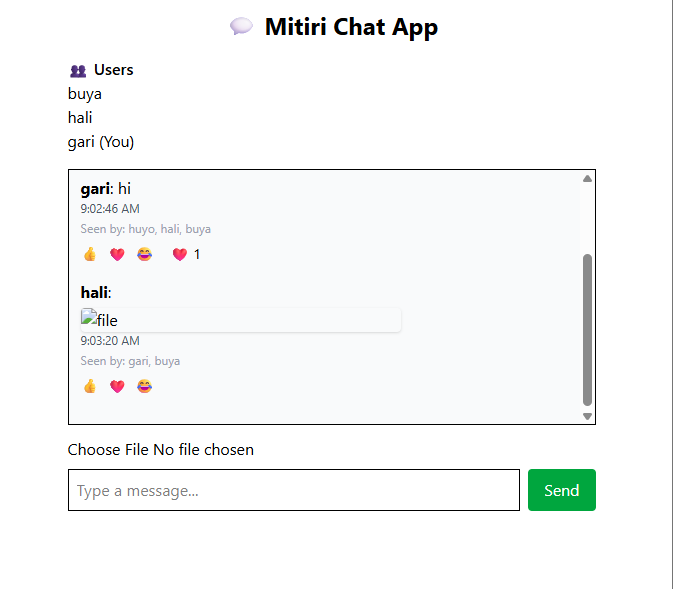 💬 Mitiri Chat App
👥 Users
buya
hali
gari (You)
gari: hi
9:02:46 AM
Seen by: huyo, hali, buya
👍 ❤️ 😂 ❤️ 1
hali:
file
9:03:20 AM
Seen by: gari, buya
👍 ❤️ 😂
Choose File No file chosen
Type a message...
Send